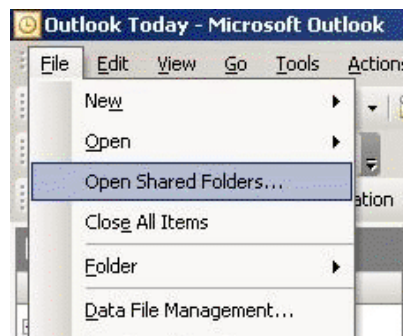 Outlook Today - Microsoft Outlook
File Edit View Go Tools Action
New
Open
Open Shared Folders...
Close All Items
Folder
Data File Management...